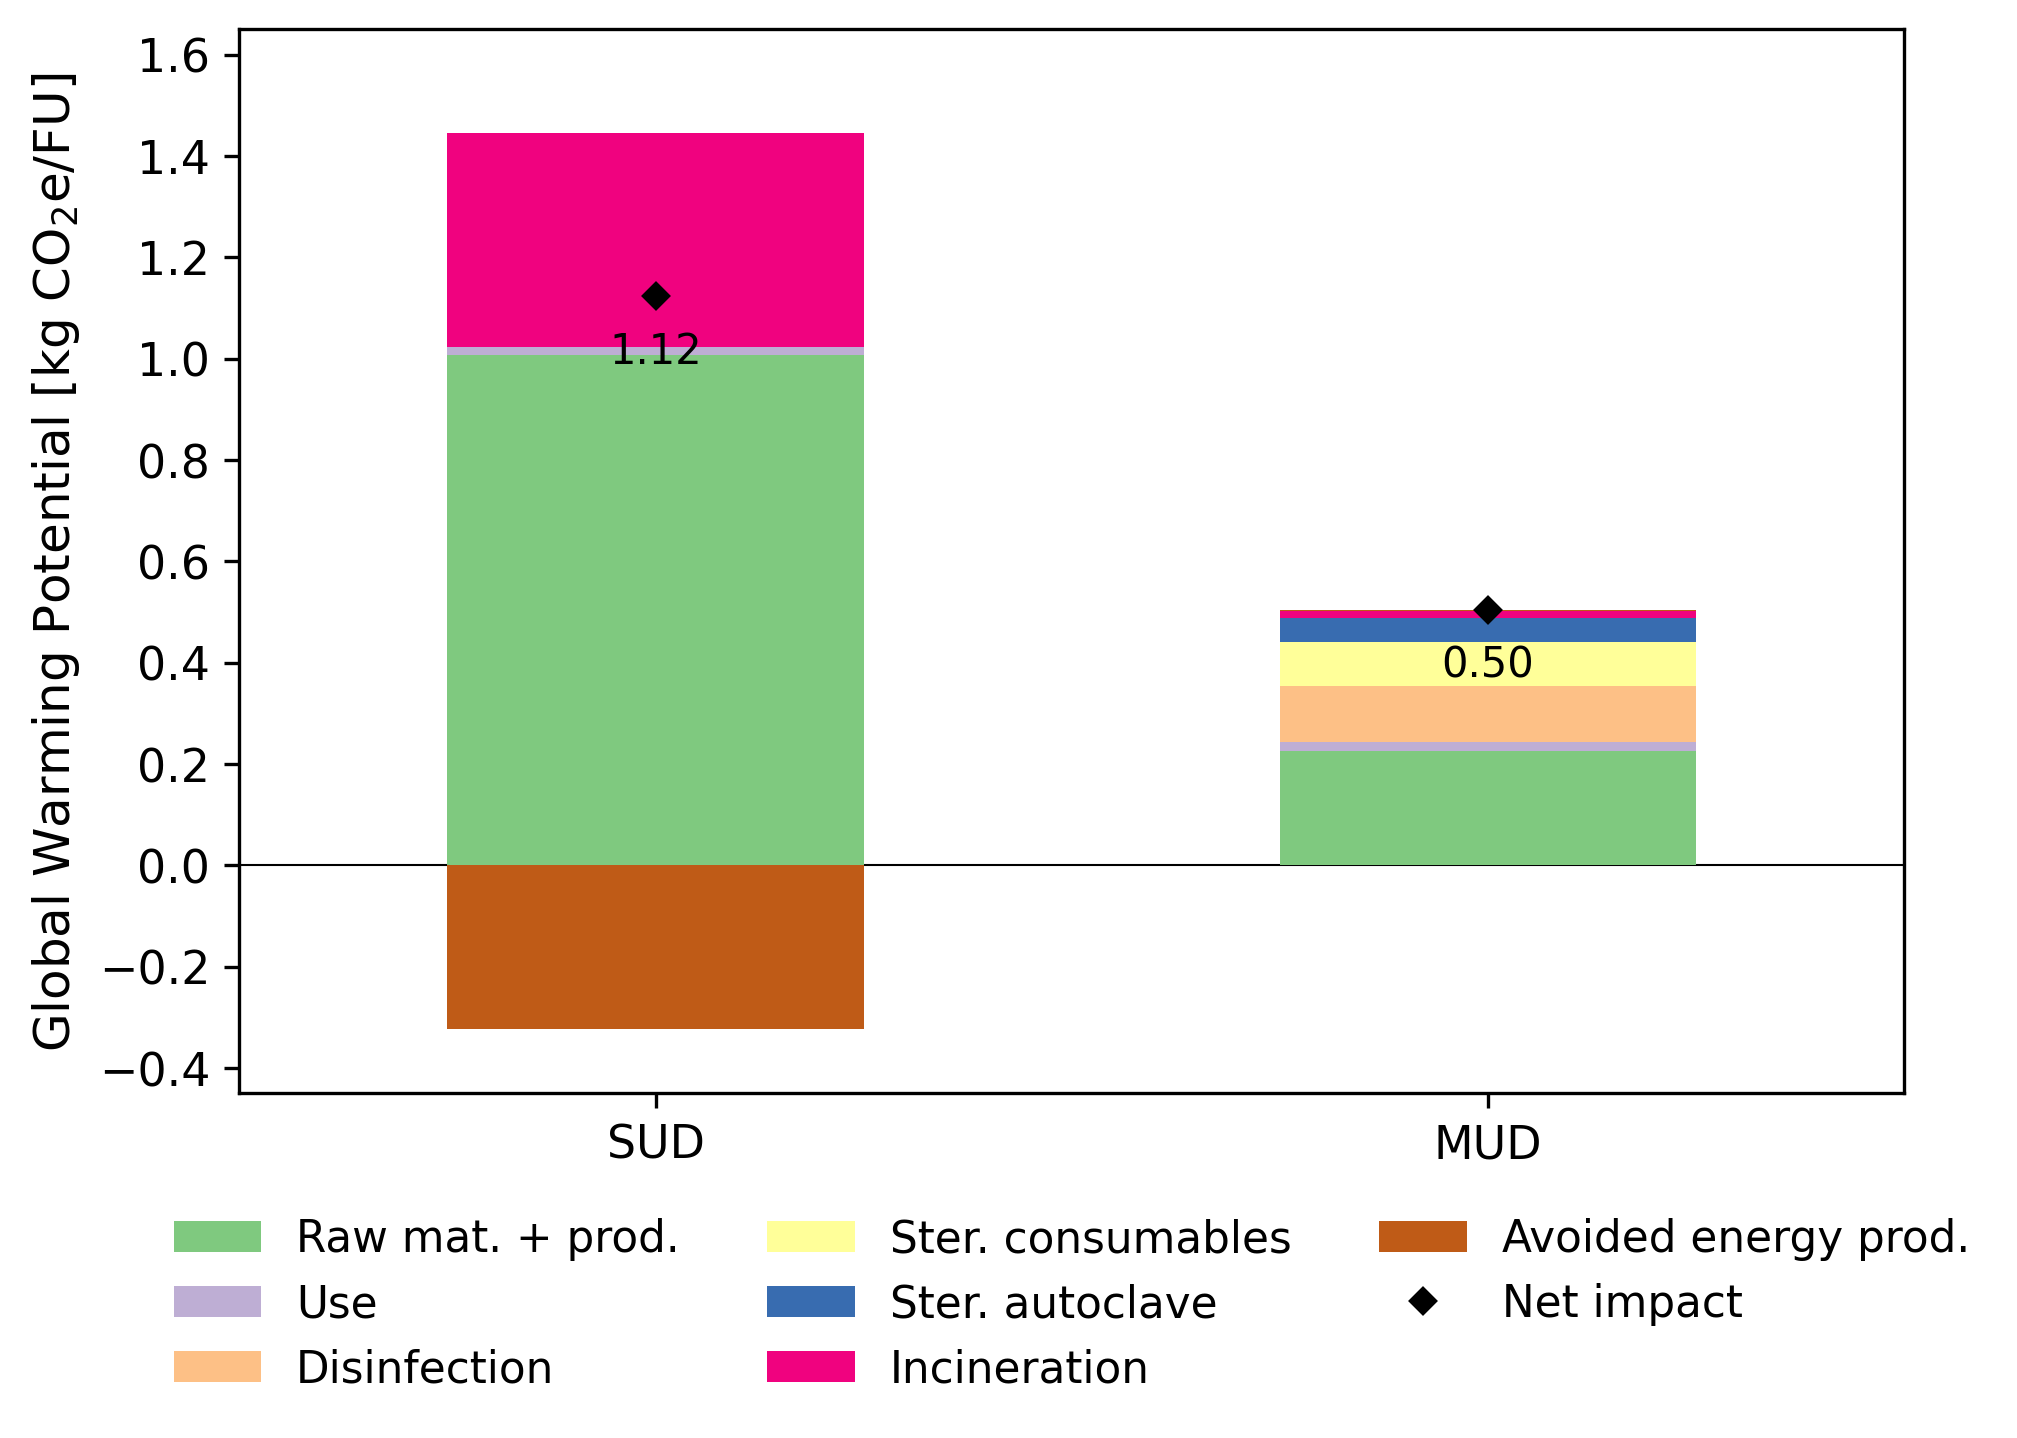 Global Warming Potential [kg CO₂e/FU]
1.6
1.4
1.2
1.0
0.8
0.6
0.4
0.2
0.0
−0.2
−0.4
1.12
0.50
SUD
MUD
Raw mat. + prod.
Use
Disinfection
Ster. consumables
Ster. autoclave
Incineration
Avoided energy prod.
Net impact